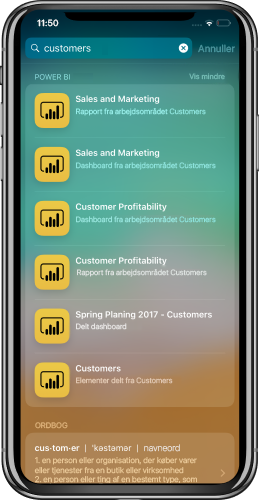 11:50
customers
Annuller
POWER BI
Vis mindre
Sales and Marketing
Rapport fra arbejdsområdet Customers
Sales and Marketing
Dashboard fra arbejdsområdet Customers
Customer Profitability
Dashboard fra arbejdsområdet Customers
Customer Profitability
Rapport fra arbejdsområdet Customers
Spring Planing 2017 - Customers
Delt dashboard
Customers
Elementer delt fra Customers
ORDBOG
cus·tom·er | ˈkəstəmər | navneord
1. en person eller organisation, der køber varer
eller tjenester fra en butik eller virksomhed
2. en person eller ting af en bestemt type, som